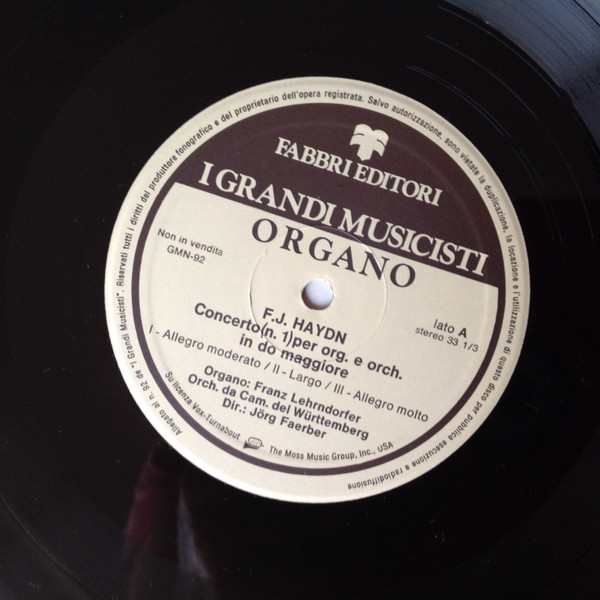 Allegato al n. 92 de "I Grandi Musicisti". Riservati tutti i diritti del produttore fonografico e del proprietario dell'opera registrata. Salvo autorizzazione, sono vietate la duplicazione, la locazione e l'utilizzazione di questo disco per pubblica esecuzione e radiodiffusione
FABBRI EDITORI
I GRANDI MUSICISTI
ORGANO
Non in vendita
GMN-92
lato A
stereo 33 1/3
F.J. HAYDN
Concerto(n. 1)per org. e orch.
in do maggiore
I - Allegro moderato / II - Largo / III - Allegro molto
Organo: Franz Lehrndorfer
Orch. da Cam. del Württemberg
Dir.: Jörg Faerber
Su licenza Vox-Turnabout The Moss Music Group, Inc., USA